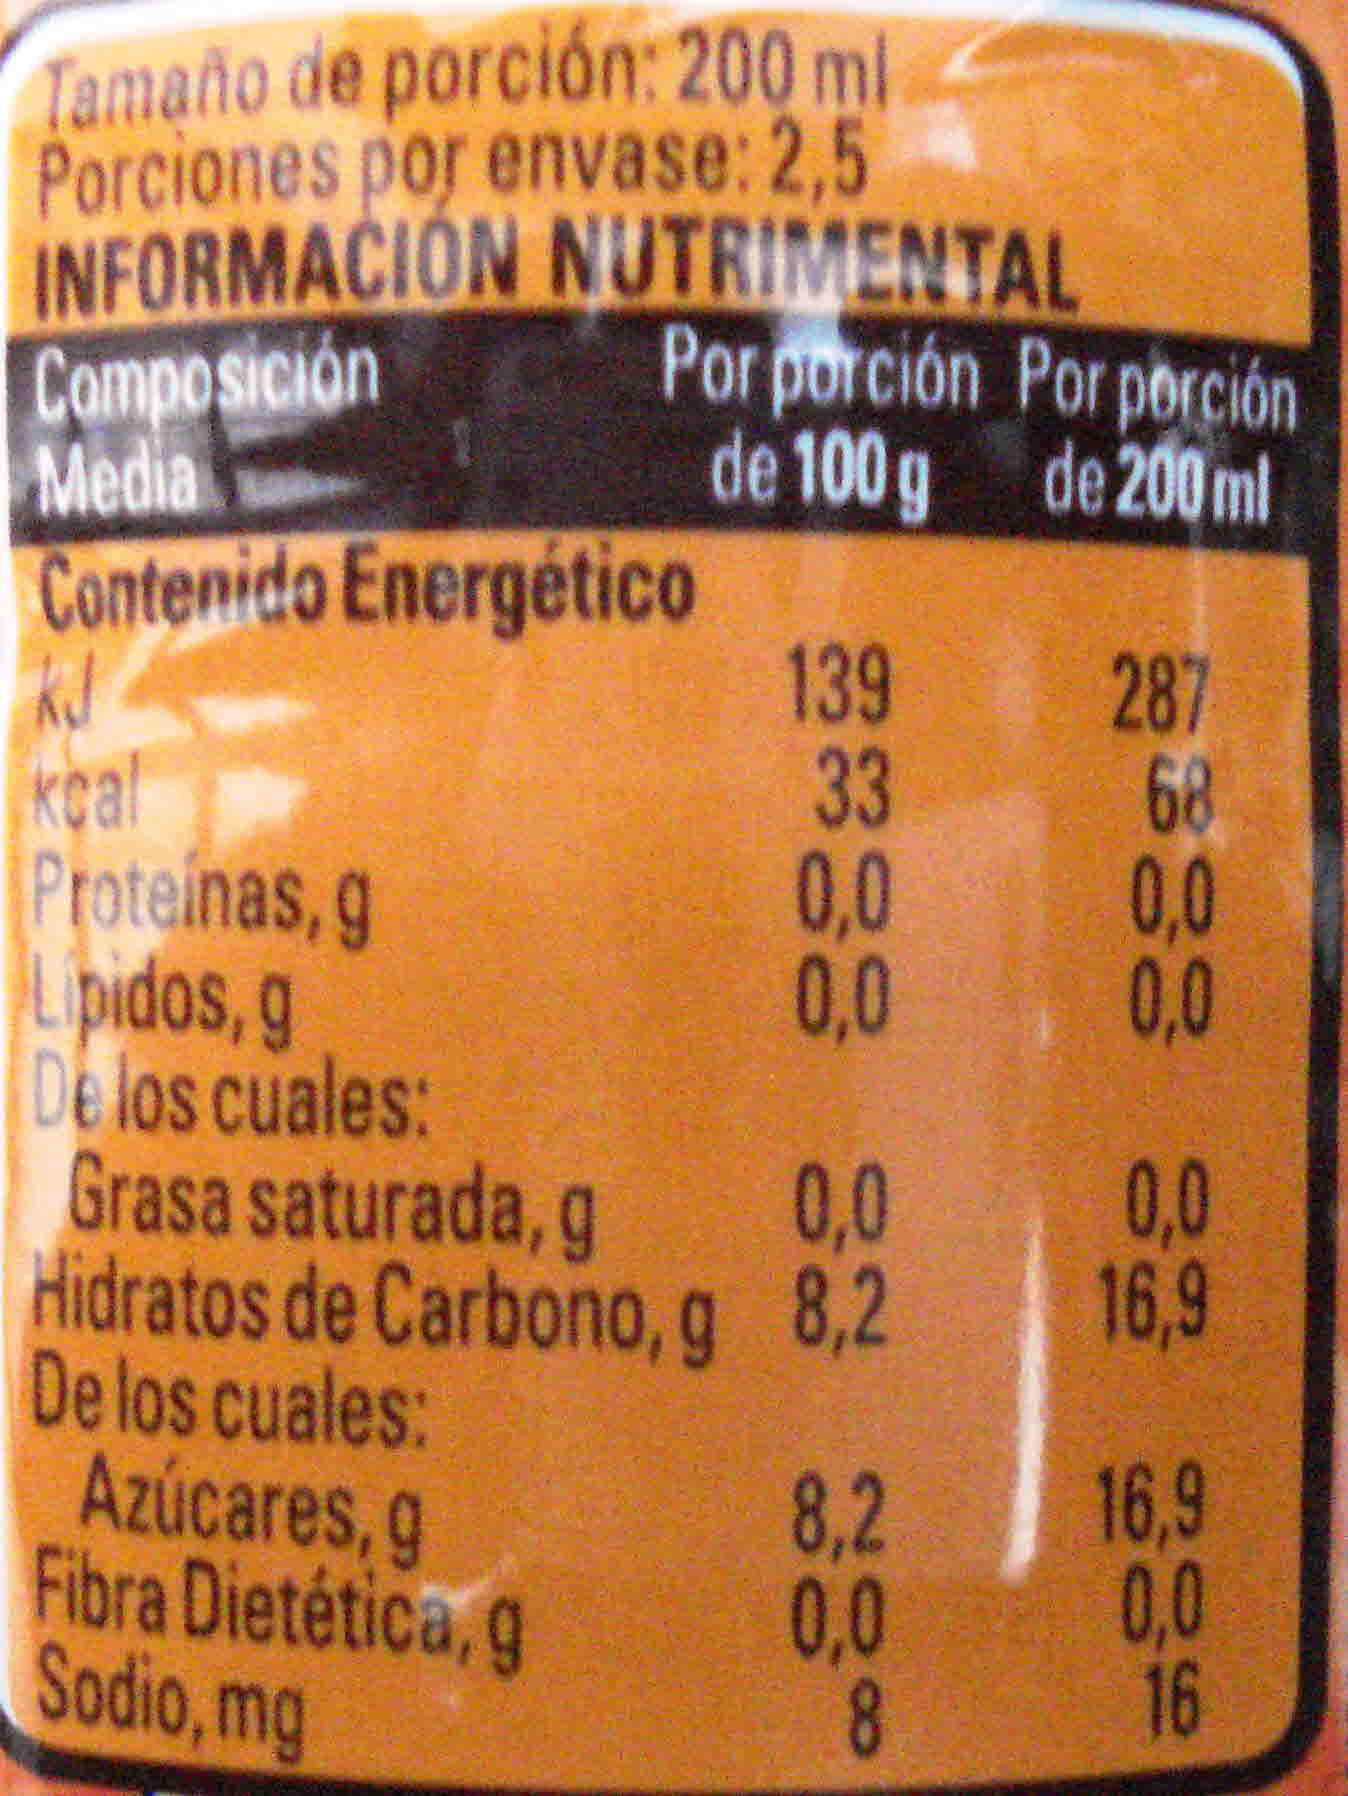 Tamaño de porción: 200 ml
Porciones por envase: 2,5
INFORMACIÓN NUTRIMENTAL
Composición Por porción Por porción
Media de 100 g de 200 ml
Contenido Energético
kJ 139 287
kcal 33 68
Proteínas, g 0,0 0,0
Lípidos, g 0,0 0,0
De los cuales:
Grasa saturada, g 0,0 0,0
Hidratos de Carbono, g 8,2 16,9
De los cuales:
Azúcares, g 8,2 16,9
Fibra Dietética, g 0,0 0,0
Sodio, mg 8 16